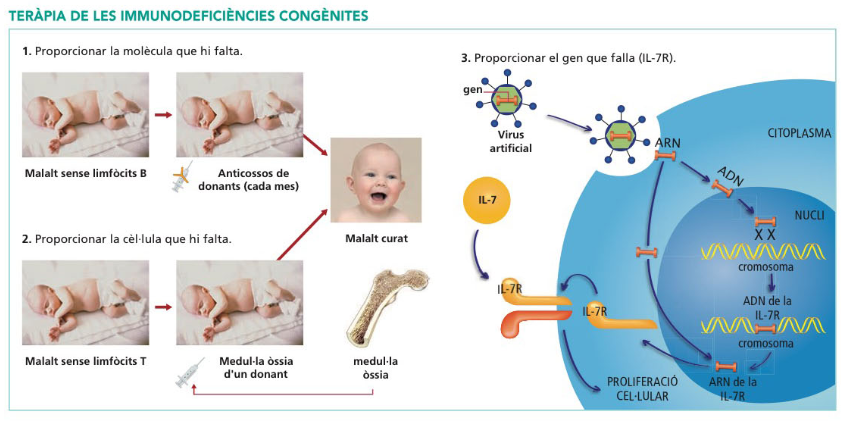 TERÀPIA DE LES IMMUNODEFICIÈNCIES CONGÈNITES
1. Proporcionar la molècula que hi falta.
Malalt sense limfòcits B
Anticossos de
donants (cada mes)
Malalt curat
2. Proporcionar la cèl·lula que hi falta.
Malalt sense limfòcits T
Medul·la òssia
d'un donant
medul·la
òssia
3. Proporcionar el gen que falla (IL-7R).
gen
Virus
artificial
ARN
CITOPLASMA
ADN
IL-7
NUCLI
X X
cromosoma
IL-7R
IL-7R
ADN de la
IL-7R
cromosoma
PROLIFERACIÓ
CEL·LULAR
ARN de la
IL-7R